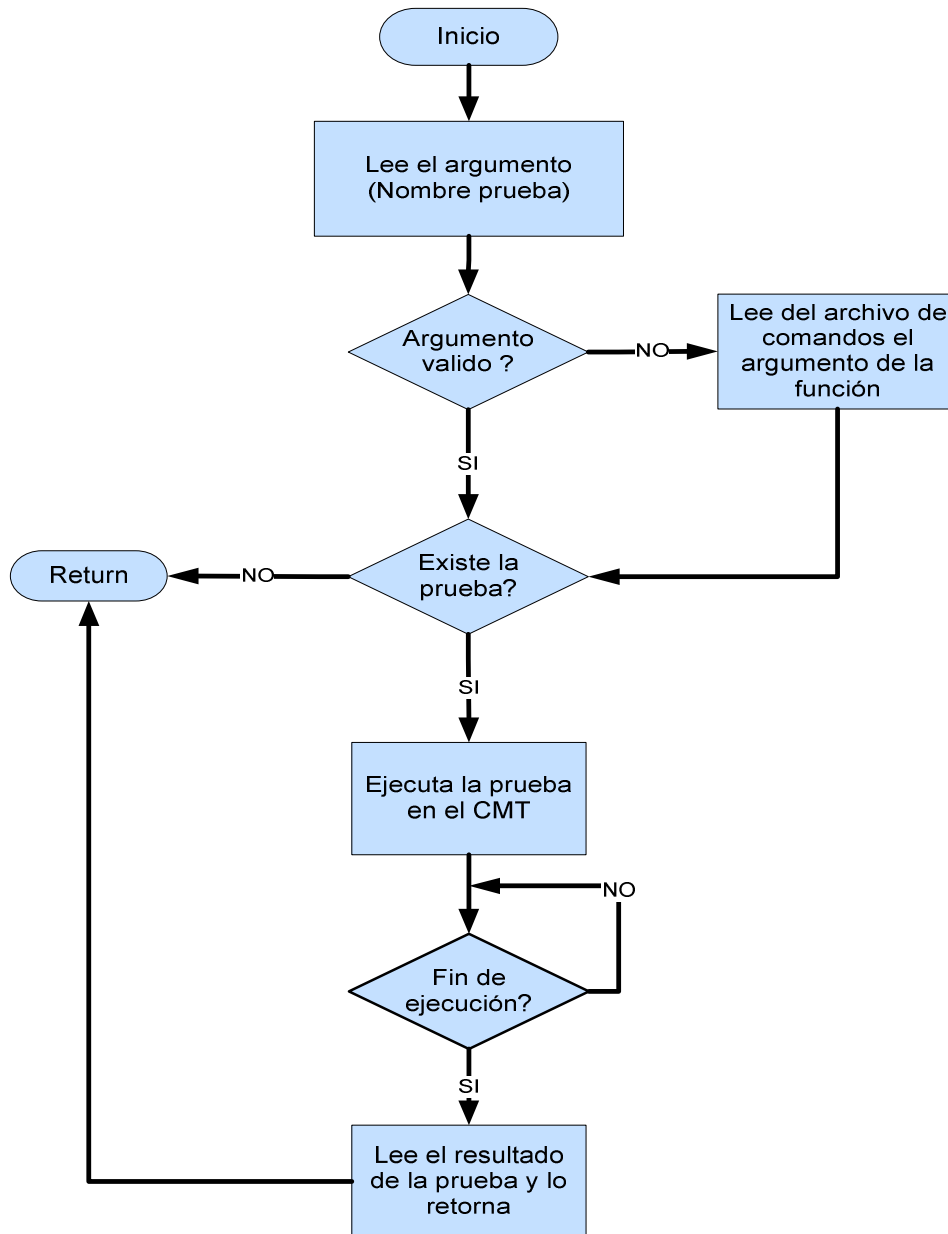 Inicio
Lee el argumento
(Nombre prueba)
Argumento
valido ?
NO
Lee del archivo de
comandos el
argumento de la
función
SI
Existe la
prueba?
NO
Return
SI
Ejecuta la prueba
en el CMT
NO
Fin de
ejecución?
SI
Lee el resultado
de la prueba y lo
retorna